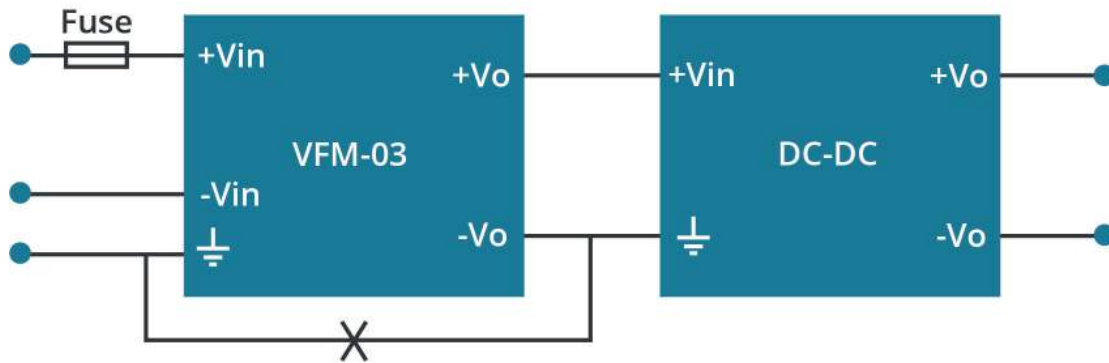 Fuse
+Vin
+Vo
+Vin
+Vo
VFM-03
DC-DC
-Vin
-Vo
-Vo